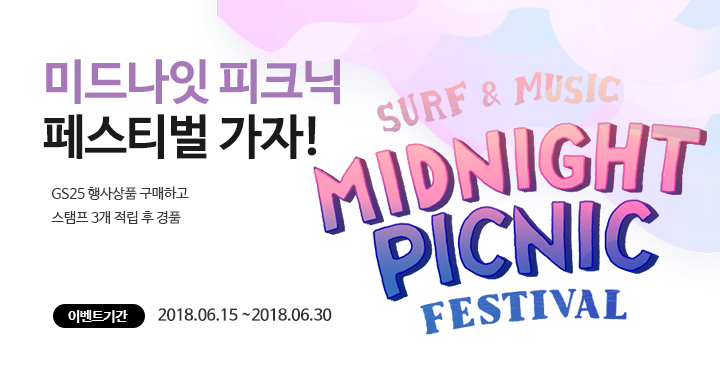 미드나잇 피크닉
페스티벌 가자!
GS25 행사상품 구매하고
스탬프 3개 적립 후 경품
이벤트기간 2018.06.15 ~2018.06.30
SURF & MUSIC
MIDNIGHT
PICNIC
FESTIVAL